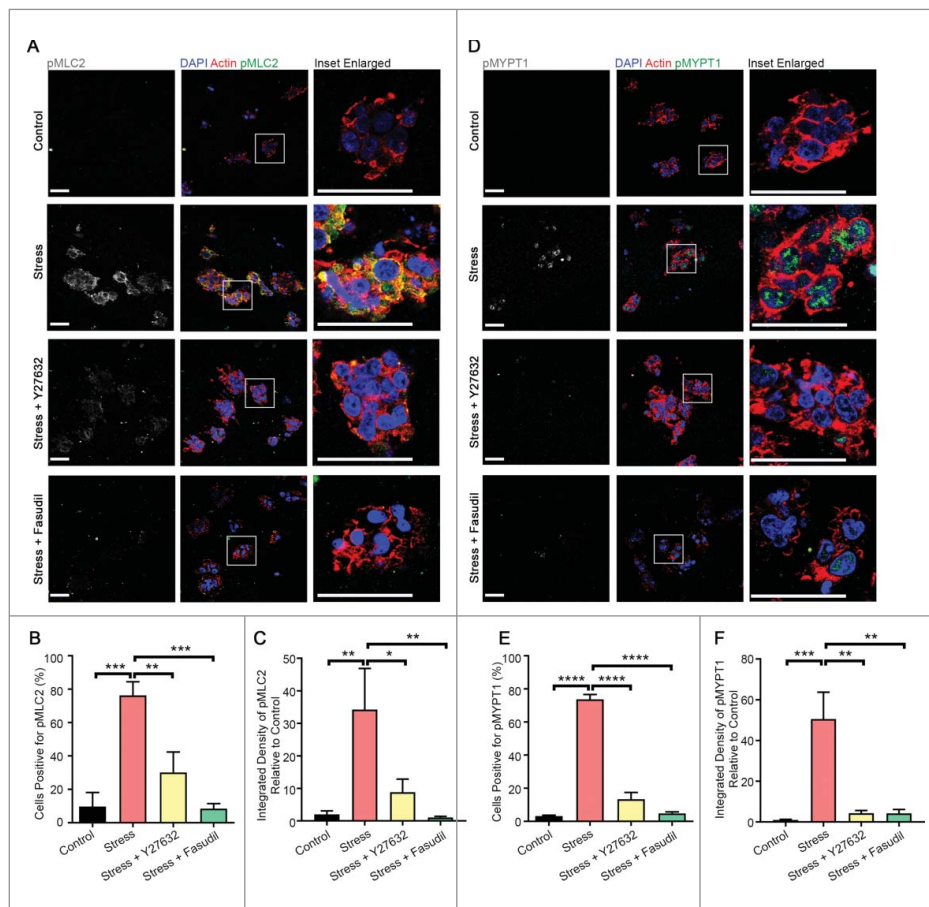 A
pMLC2
DAPI Actin pMLC2
Inset Enlarged
Control
Stress
Stress + Y27632
Stress + Fasudil
D
pMYPT1
DAPI Actin pMYPT1
Inset Enlarged
Control
Stress
Stress + Y27632
Stress + Fasudil
B
Cells Positive for pMLC2 (%)
100
80
60
40
20
0
***
***
**
Control
Stress
Stress + Y27632
Stress + Fasudil
C
Integrated Density of pMLC2
Relative to Control
50
40
30
20
10
0
**
**
*
Control
Stress
Stress + Y27632
Stress + Fasudil
E
Cells Positive for pMYPT1 (%)
100
80
60
40
20
0
****
****
****
Control
Stress
Stress + Y27632
Stress + Fasudil
F
Integrated Density of pMYPT1
Relative to Control
80
60
40
20
0
**
***
**
Control
Stress
Stress + Y27632
Stress + Fasudil